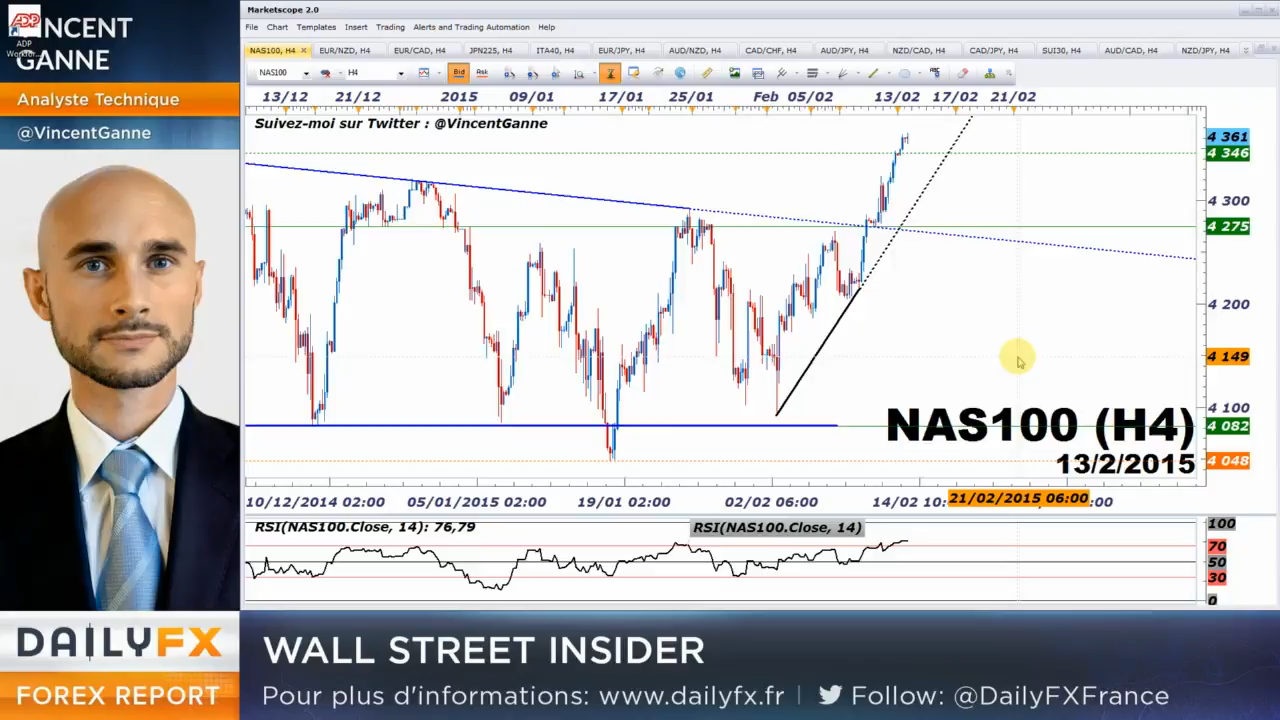 ADP
ADP
Workfor...
VINCENT
GANNE
Analyste Technique
@VincentGanne
DAILYFX
FOREX REPORT
Marketscope 2.0
File Chart Templates Insert Trading Alerts and Trading Automation Help
NAS100, H4 EUR/NZD, H4 EUR/CAD, H4 JPN225, H4 ITA40, H4 EUR/JPY, H4 AUD/NZD, H4 CAD/CHF, H4 AUD/JPY, H4 NZD/CAD, H4 CAD/JPY, H4 SUI30, H4 AUD/CAD, H4 NZD/JPY, H4
NAS100 H4 Bid Rsk
13/12 21/12 2015 09/01 17/01 25/01 Feb 05/02 13/02 17/02 21/02
Suivez-moi sur Twitter : @VincentGanne
4 361
4 346
4 300
4 275
4 200
4 149
4 100
4 082
4 048
NAS100 (H4)
13/2/2015
10/12/2014 02:00 05/01/2015 02:00 19/01 02:00 02/02 06:00 14/02 10: 21/02/2015 06:00 :00
RSI(NAS100.Close, 14): 76,79 RSI(NAS100.Close, 14)
100
70
50
30
0
WALL STREET INSIDER
Pour plus d'informations: www.dailyfx.fr | Follow: @DailyFXFrance